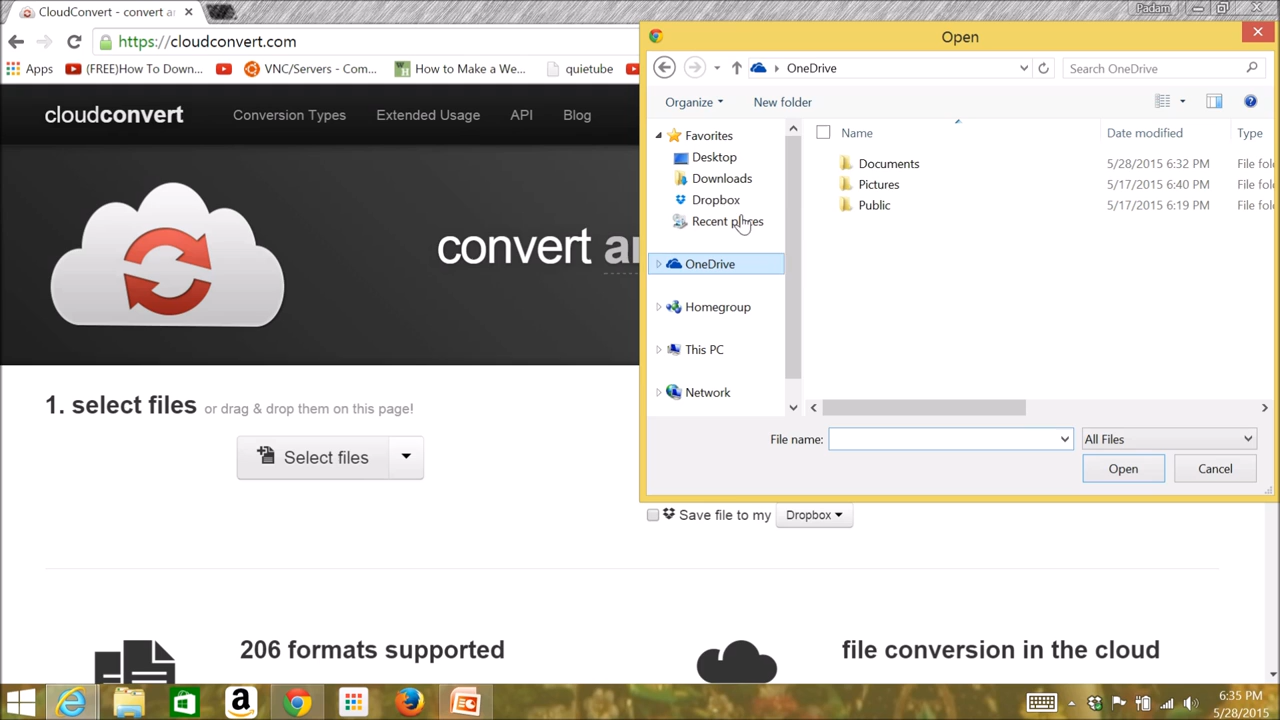 CloudConvert - convert a
Padam
https://cloudconvert.com
Apps
(FREE)How To Down...
VNC/Servers - Com...
How to Make a We...
quietube
cloudconvert
Conversion Types
Extended Usage
API
Blog
convert an
1. select files or drag & drop them on this page!
Select files
Open
OneDrive
Search OneDrive
Organize
New folder
Favorites
Desktop
Downloads
Dropbox
Recent places
OneDrive
Homegroup
This PC
Network
Name Date modified Type
Documents 5/28/2015 6:32 PM File fol
Pictures 5/17/2015 6:40 PM File fol
Public 5/17/2015 6:19 PM File fol
File name:
All Files
Open
Cancel
Save file to my Dropbox
206 formats supported
file conversion in the cloud
6:35 PM
5/28/2015